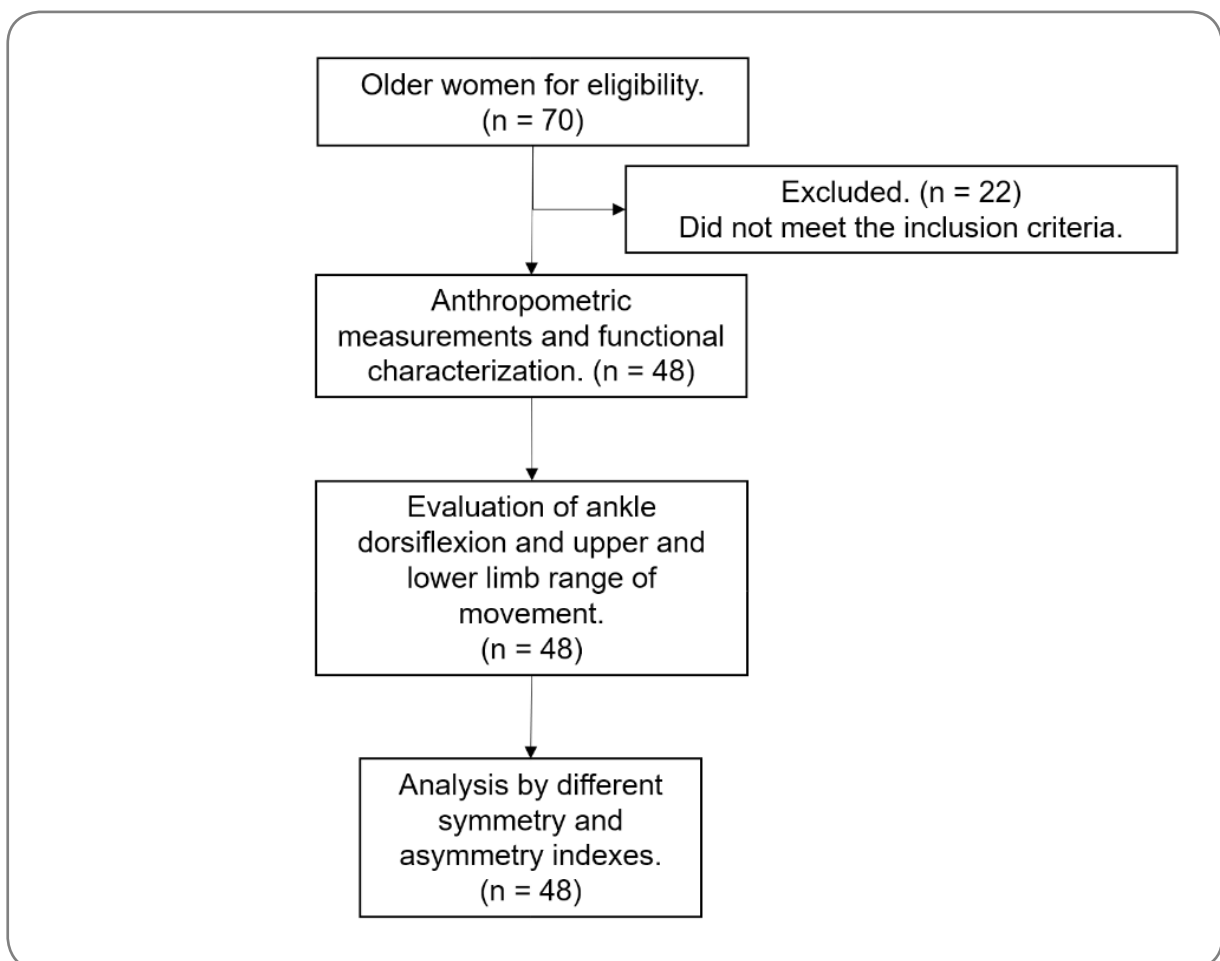 Older women for eligibility.
(n = 70)
Excluded. (n = 22)
Did not meet the inclusion criteria.
Anthropometric
measurements and functional
characterization. (n = 48)
Evaluation of ankle
dorsiflexion and upper and
lower limb range of
movement.
(n = 48)
Analysis by different
symmetry and
asymmetry indexes.
(n = 48)